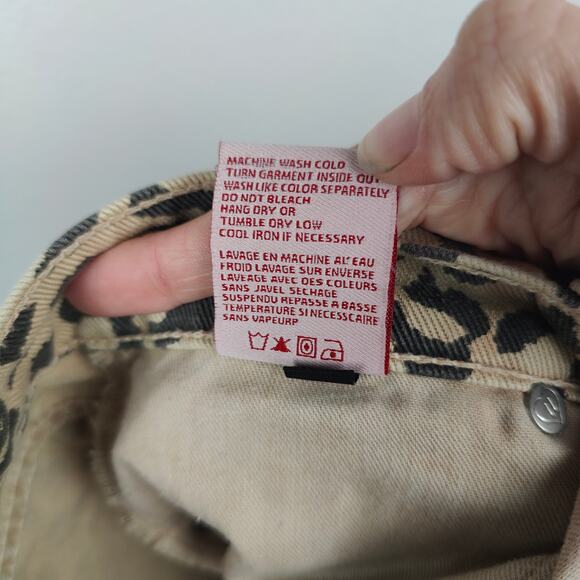 MACHINE WASH COLD
TURN GARMENT INSIDE OUT
WASH LIKE COLOR SEPARATELY
DO NOT BLEACH
HANG DRY OR
TUMBLE DRY LOW
COOL IRON IF NECESSARY
LAVAGE EN MACHINE AL'EAU
FROID LAVAGE SUR ENVERSE
LAVEAGE AVEC DES COLEURS
SANS JAVEL SECHAGE
SUSPENDU REPASSE A BASSE
TEMPERATURE SI NECESSAIRE
SANS VAPEURP